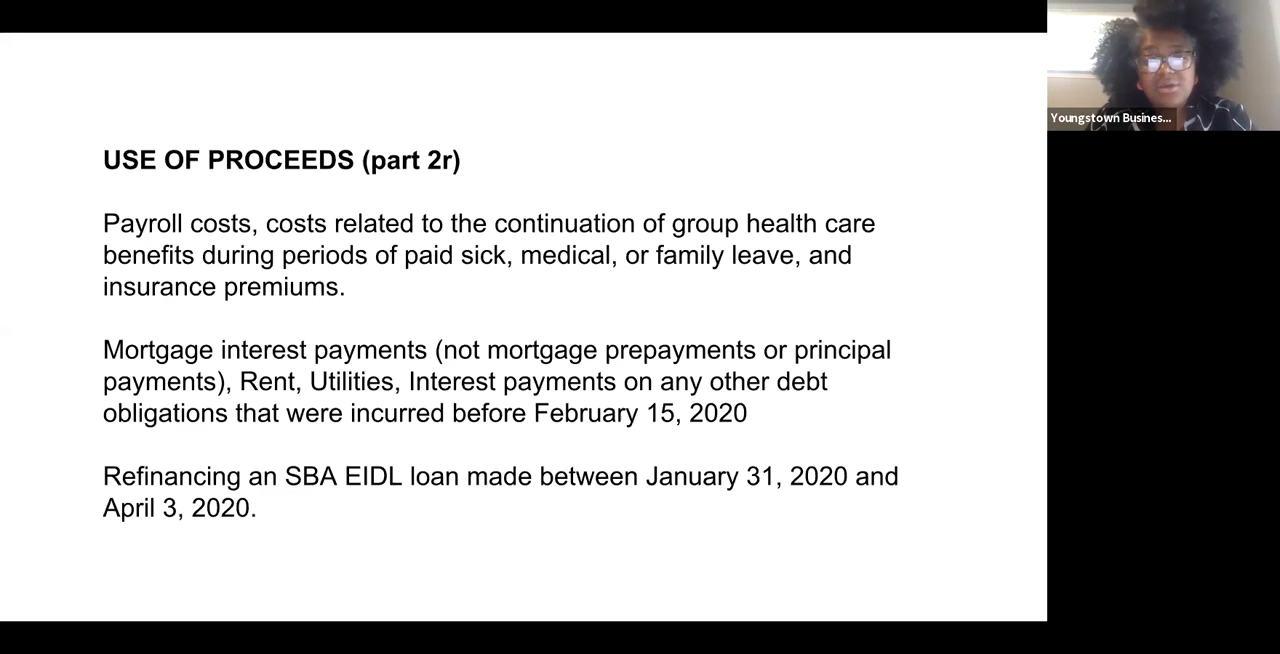 USE OF PROCEEDS (part 2r)
Payroll costs, costs related to the continuation of group health care
benefits during periods of paid sick, medical, or family leave, and
insurance premiums.
Mortgage interest payments (not mortgage prepayments or principal
payments), Rent, Utilities, Interest payments on any other debt
obligations that were incurred before February 15, 2020
Refinancing an SBA EIDL loan made between January 31, 2020 and
April 3, 2020.
Youngstown Busines...